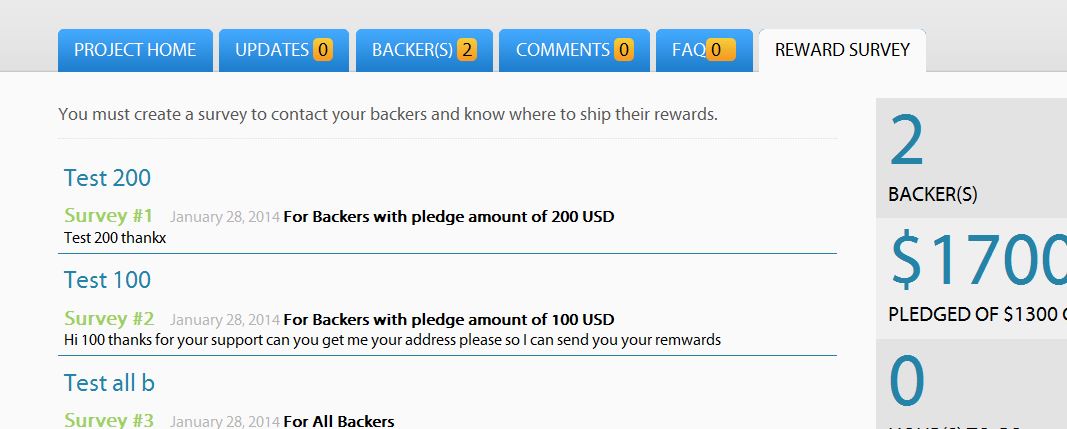 PROJECT HOME UPDATES 0 BACKER(S) 2 COMMENTS 0 FAQ 0 REWARD SURVEY
You must create a survey to contact your backers and know where to ship their rewards.
Test 200
Survey #1 January 28, 2014 For Backers with pledge amount of 200 USD
Test 200 thankx
Test 100
Survey #2 January 28, 2014 For Backers with pledge amount of 100 USD
Hi 100 thanks for your support can you get me your address please so I can send you your remwards
Test all b
Survey #3 January 28, 2014 For All Backers
2
BACKER(S)
$1700
PLEDGED OF $1300
0